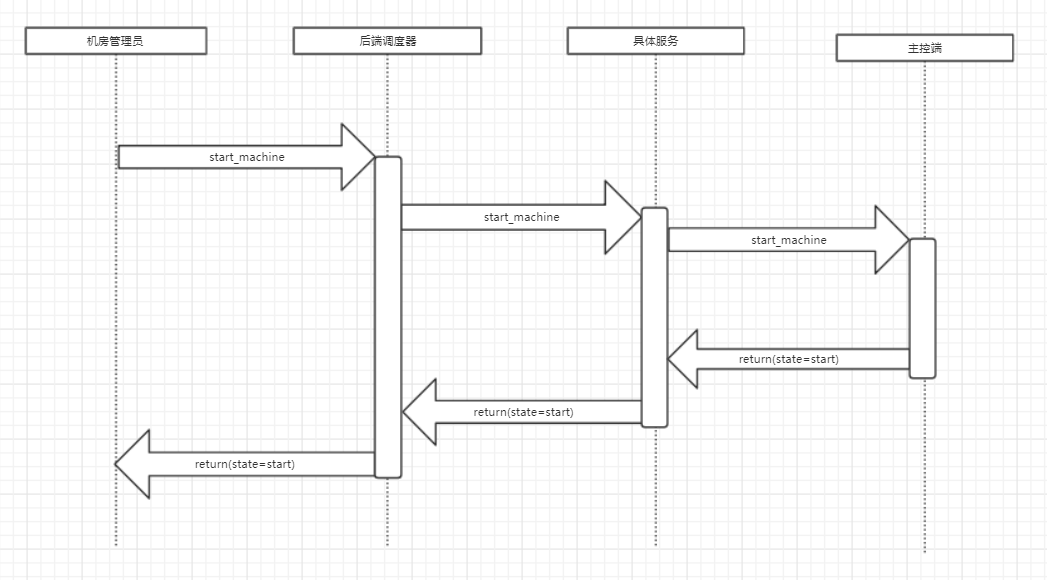 机房管理员
后端调度器
具体服务
主控端
start_machine
start_machine
start_machine
return(state=start)
return(state=start)
return(state=start)